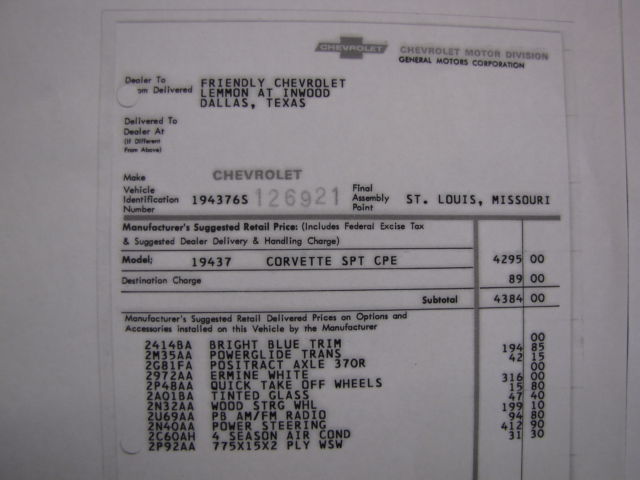 CHEVROLET CHEVROLET MOTOR DIVISION
GENERAL MOTORS CORPORATION
Dealer To FRIENDLY CHEVROLET
om Delivered LEMMON AT INWOOD
DALLAS, TEXAS
Delivered To
Dealer At
(If Different
From Above)
Make CHEVROLET
Vehicle Identification Number 194376S 126921 Final Assembly Point ST. LOUIS, MISSOURI
Manufacturer's Suggested Retail Price: (Includes Federal Excise Tax
& Suggested Dealer Delivery & Handling Charge)
Model; 19437 CORVETTE SPT CPE 4295 00
Destination Charge 89 00
Subtotal 4384 00
Manufacturer's Suggested Retail Delivered Prices on Options and
Accessories installed on this Vehicle by the Manufacturer
2414BA BRIGHT BLUE TRIM 00
2M35AA POWERGLIDE TRANS 194 85
2G81FA POSITRACT AXLE 370R 42 15
2972AA ERMINE WHITE 00
2P48AA QUICK TAKE OFF WHEELS 316 00
2A01BA TINTED GLASS 15 80
2N32AA WOOD STRG WHL 47 40
2U69AA PB AM/FM RADIO 199 10
2N40AA POWER STEERING 94 80
2C60AH 4 SEASON AIR COND 412 90
2P92AA 775X15X2 PLY WSW 31 30